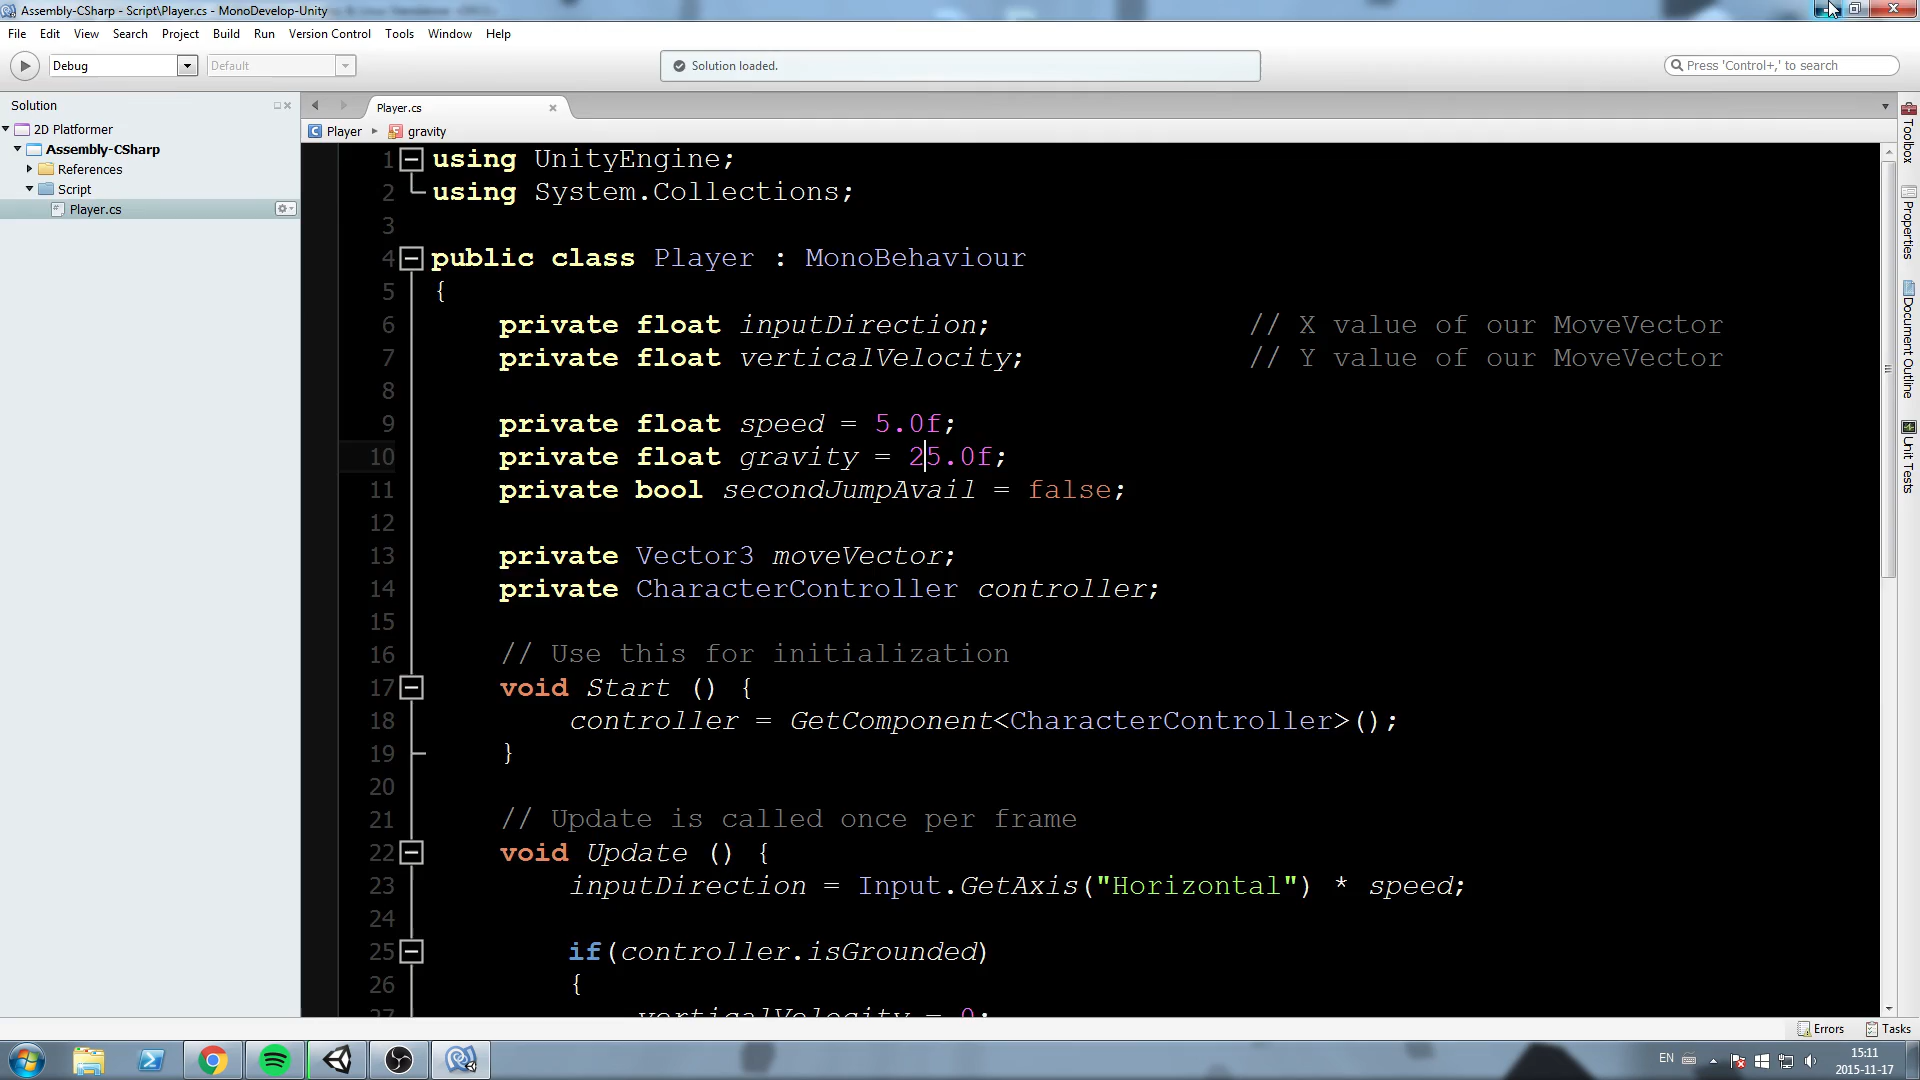 Assembly-CSharp - Script\Player.cs - MonoDevelop-Unity
File Edit View Search Project Build Run Version Control Tools Window Help
Debug
Default
Solution loaded.
Press 'Control+,' to search
Solution
2D Platformer
Assembly-CSharp
References
Script
Player.cs
Player.cs
Player gravity
1 using UnityEngine;
2 using System.Collections;
3
4 public class Player : MonoBehaviour
5 {
6 private float inputDirection; // X value of our MoveVector
7 private float verticalVelocity; // Y value of our MoveVector
8
9 private float speed = 5.0f;
10 private float gravity = 25.0f;
11 private bool secondJumpAvail = false;
12
13 private Vector3 moveVector;
14 private CharacterController controller;
15
16 // Use this for initialization
17 void Start () {
18 controller = GetComponent<CharacterController>();
19 }
20
21 // Update is called once per frame
22 void Update () {
23 inputDirection = Input.GetAxis("Horizontal") * speed;
24
25 if(controller.isGrounded)
26 {
27 verticalVelocity = 0;
Toolbox
Properties
Document Outline
Unit Tests
Errors
Tasks
EN
15:11
2015-11-17